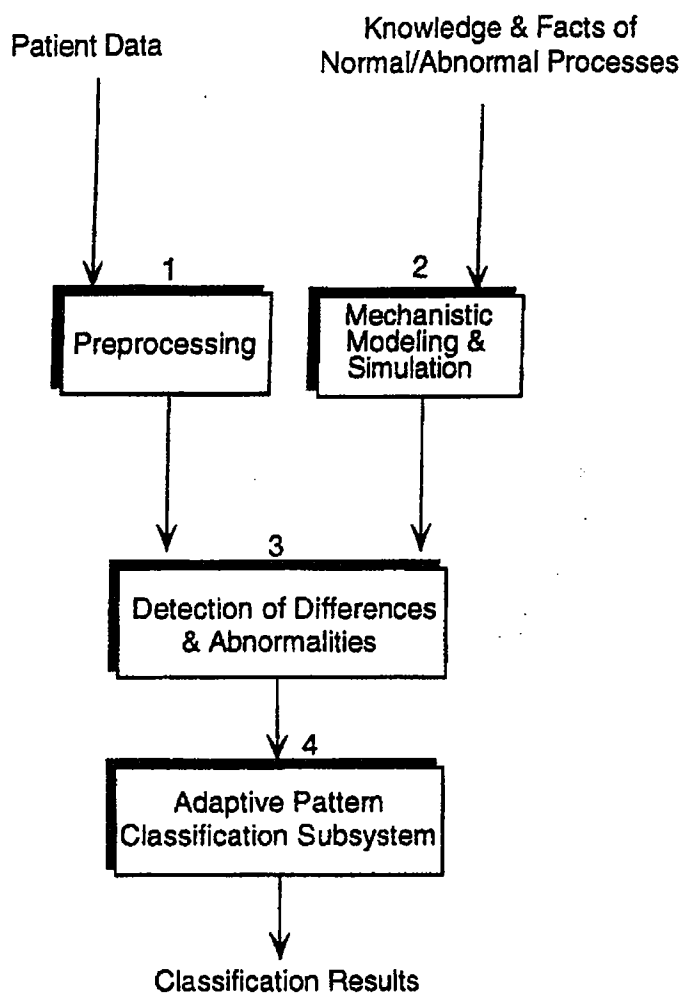 Patient Data
Knowledge & Facts of
Normal/Abnormal Processes
1
Preprocessing
2
Mechanistic
Modeling &
Simulation
3
Detection of Differences
& Abnormalities
4
Adaptive Pattern
Classification Subsystem
Classification Results